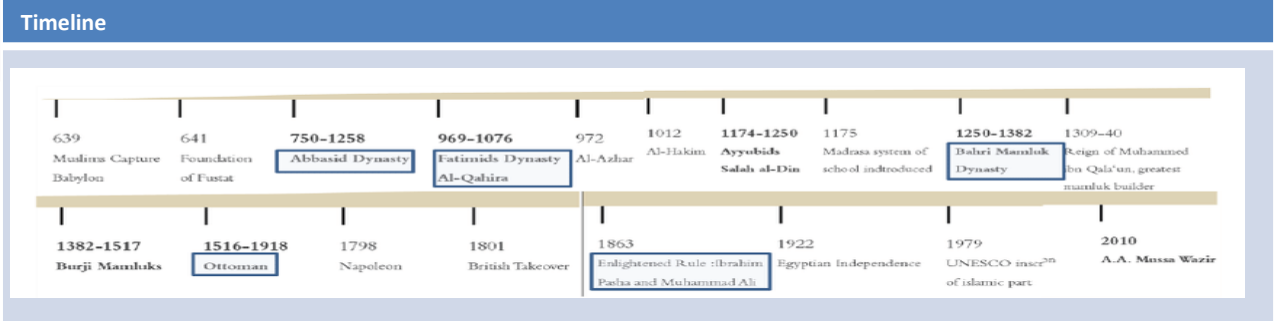 Timeline
639 641 750–1258 969–1076 972 1012 1174–1250 1175 1250–1382 1309–40
Muslims Capture Foundation Abbasid Dynasty Fatimids Dynasty Al-Azhar Al-Hakim Ayyubids Madrasa system of Bahri Mamluk Reign of Muhammed
Babylon of Fustat Al-Qahira Salah al-Din school indtroduced Dynasty ibn Qala'un, greatest
mamluk builder
1382–1517 1516–1918 1798 1801 1863 1922 1979 2010
Burji Mamluks Ottoman Napoleon British Takeover Enlightened Rule :Ibrahim Egyptian Independence UNESCO inscr²ⁿ A.A. Mussa Wazir
Pasha and Muhammad Ali of islamic part